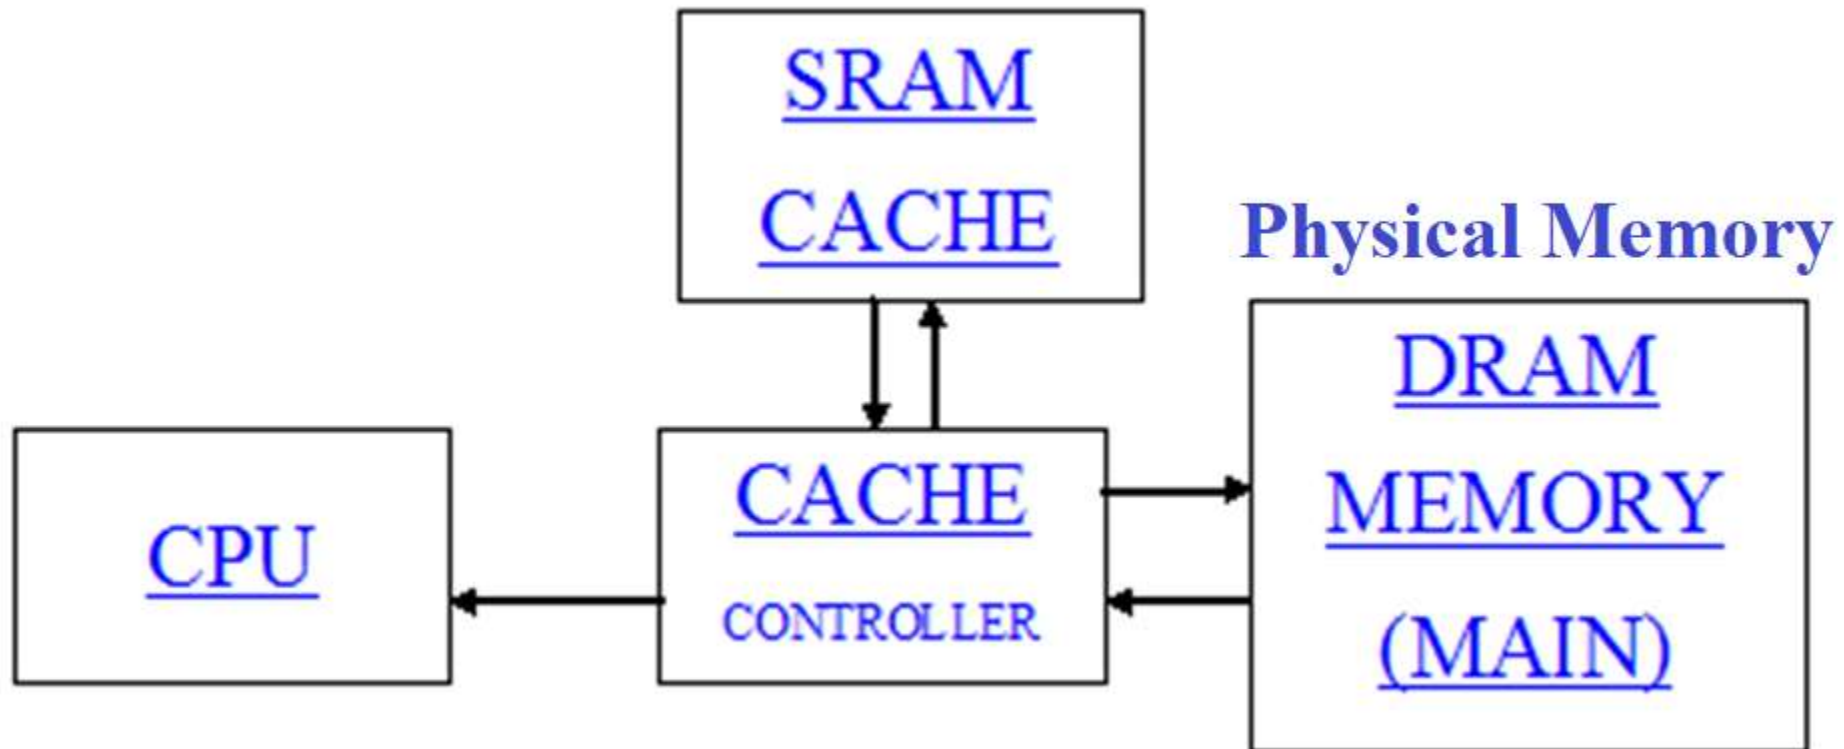 SRAM
CACHE
Physical Memory
DRAM
MEMORY
(MAIN)
CPU
CACHE
CONTROLLER